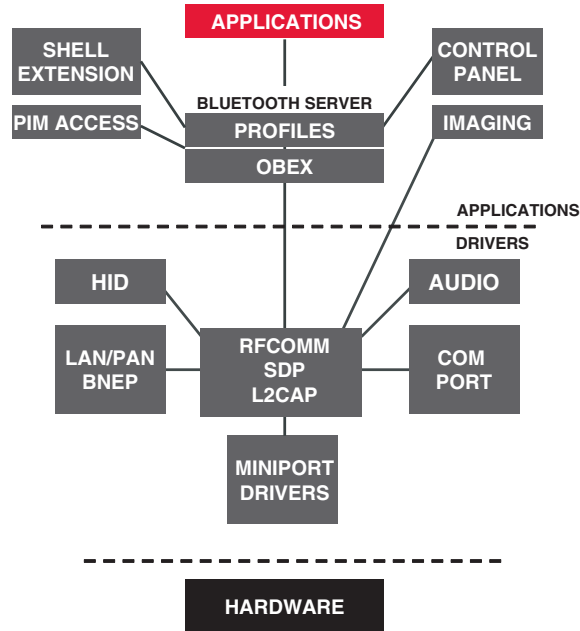 APPLICATIONS
SHELL
EXTENSION
CONTROL
PANEL
BLUETOOTH SERVER
PIM ACCESS
PROFILES
IMAGING
OBEX
APPLICATIONS
DRIVERS
HID
AUDIO
LAN/PAN
BNEP
RFCOMM
SDP
L2CAP
COM
PORT
MINIPORT
DRIVERS
HARDWARE